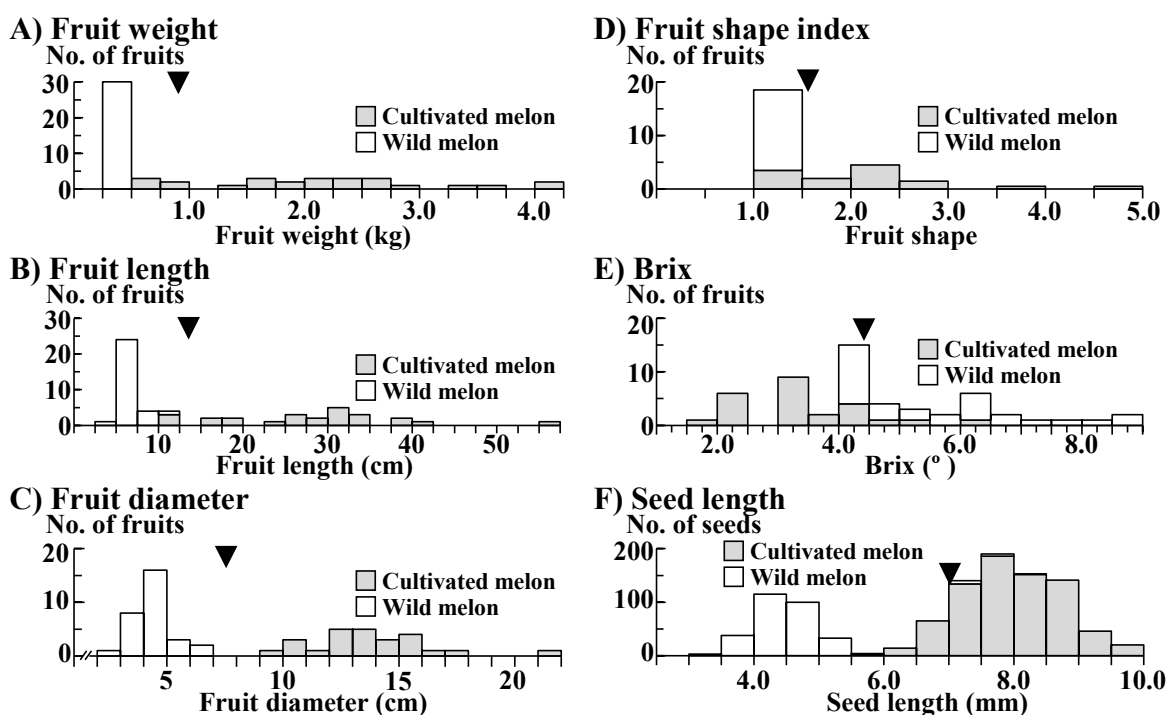 A) Fruit weight
No. of fruits
30
20
10
0
Cultivated melon
Wild melon
1.0 2.0 3.0 4.0
Fruit weight (kg)
B) Fruit length
No. of fruits
30
20
10
0
Cultivated melon
Wild melon
10 20 30 40 50
Fruit length (cm)
C) Fruit diameter
No. of fruits
20
10
0
Cultivated melon
Wild melon
5 10 15 20
Fruit diameter (cm)
D) Fruit shape index
No. of fruits
20
10
0
Cultivated melon
Wild melon
1.0 2.0 3.0 4.0 5.0
Fruit shape
E) Brix
No. of fruits
20
10
0
Cultivated melon
Wild melon
2.0 4.0 6.0 8.0
Brix (º )
F) Seed length
No. of seeds
200
100
0
Cultivated melon
Wild melon
4.0 6.0 8.0 10.0
Seed length (mm)